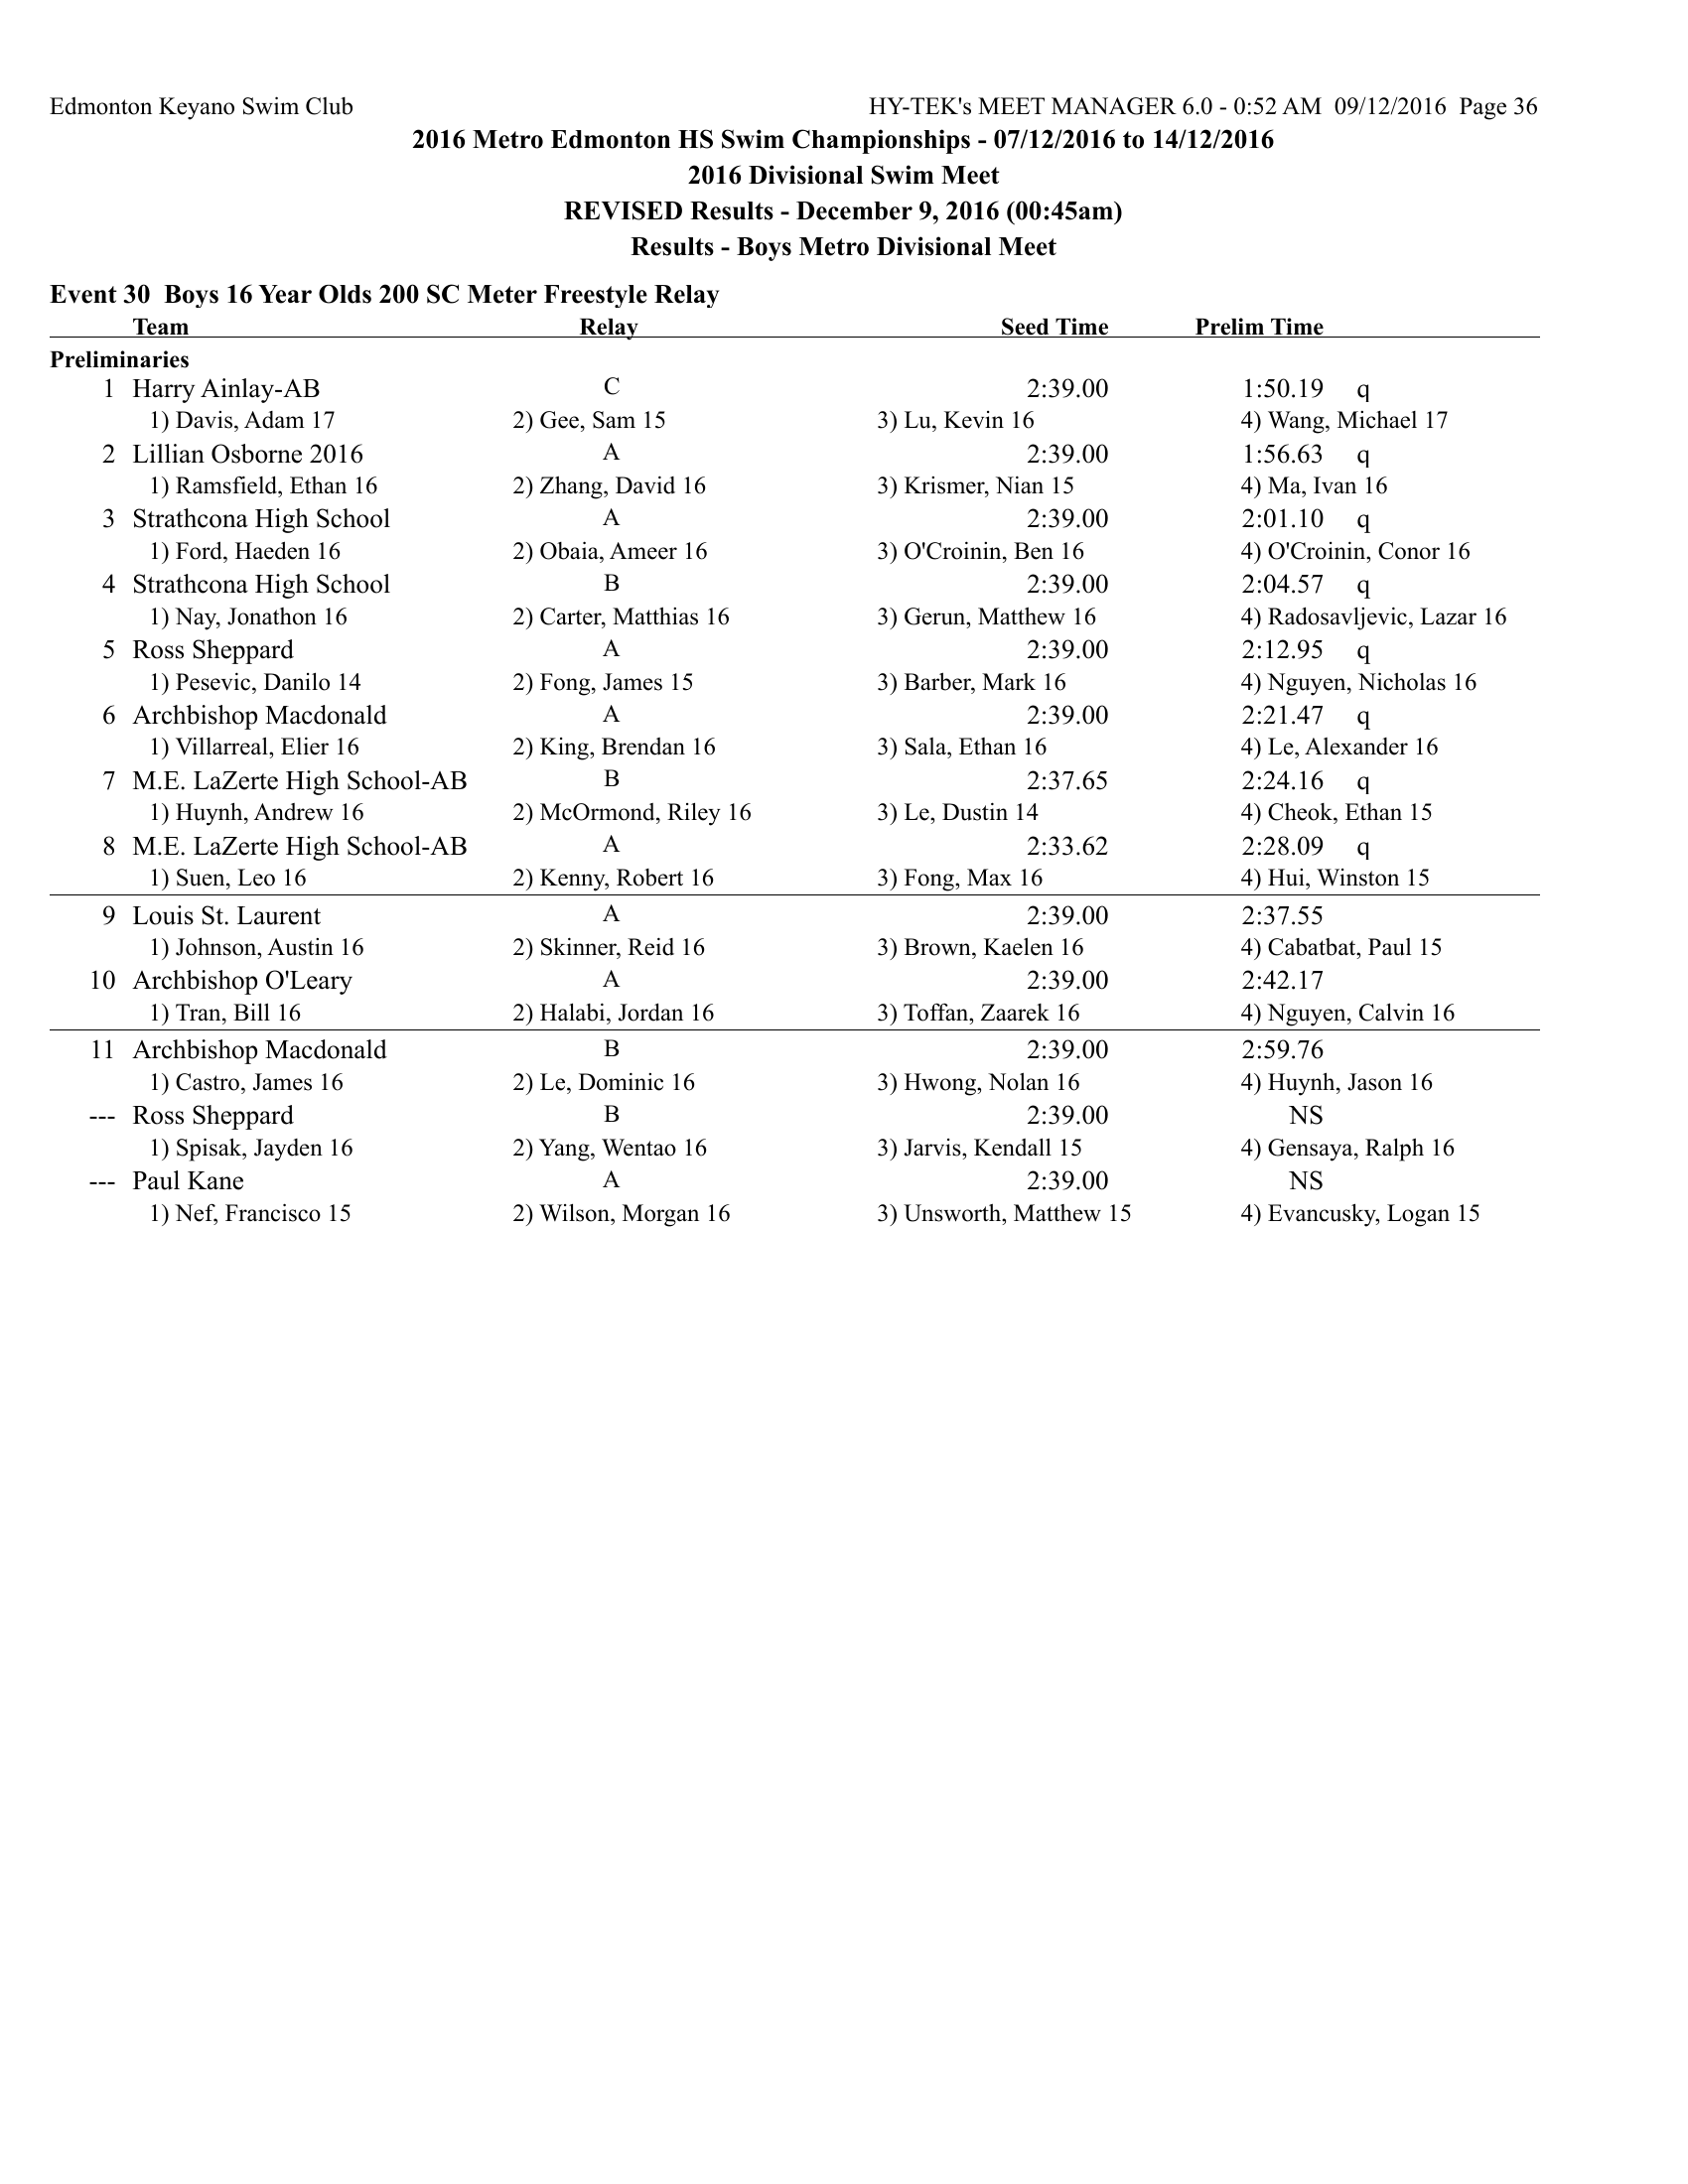 Edmonton Keyano Swim Club HY-TEK's MEET MANAGER 6.0 - 0:52 AM 09/12/2016 Page 36
2016 Metro Edmonton HS Swim Championships - 07/12/2016 to 14/12/2016
2016 Divisional Swim Meet
REVISED Results - December 9, 2016 (00:45am)
Results - Boys Metro Divisional Meet
Event 30 Boys 16 Year Olds 200 SC Meter Freestyle Relay
Team Relay Seed Time Prelim Time
Preliminaries
1 Harry Ainlay-AB C 2:39.00 1:50.19 q
1) Davis, Adam 17 2) Gee, Sam 15 3) Lu, Kevin 16 4) Wang, Michael 17
2 Lillian Osborne 2016 A 2:39.00 1:56.63 q
1) Ramsfield, Ethan 16 2) Zhang, David 16 3) Krismer, Nian 15 4) Ma, Ivan 16
3 Strathcona High School A 2:39.00 2:01.10 q
1) Ford, Haeden 16 2) Obaia, Ameer 16 3) O'Croinin, Ben 16 4) O'Croinin, Conor 16
4 Strathcona High School B 2:39.00 2:04.57 q
1) Nay, Jonathon 16 2) Carter, Matthias 16 3) Gerun, Matthew 16 4) Radosavljevic, Lazar 16
5 Ross Sheppard A 2:39.00 2:12.95 q
1) Pesevic, Danilo 14 2) Fong, James 15 3) Barber, Mark 16 4) Nguyen, Nicholas 16
6 Archbishop Macdonald A 2:39.00 2:21.47 q
1) Villarreal, Elier 16 2) King, Brendan 16 3) Sala, Ethan 16 4) Le, Alexander 16
7 M.E. LaZerte High School-AB B 2:37.65 2:24.16 q
1) Huynh, Andrew 16 2) McOrmond, Riley 16 3) Le, Dustin 14 4) Cheok, Ethan 15
8 M.E. LaZerte High School-AB A 2:33.62 2:28.09 q
1) Suen, Leo 16 2) Kenny, Robert 16 3) Fong, Max 16 4) Hui, Winston 15
9 Louis St. Laurent A 2:39.00 2:37.55
1) Johnson, Austin 16 2) Skinner, Reid 16 3) Brown, Kaelen 16 4) Cabatbat, Paul 15
10 Archbishop O'Leary A 2:39.00 2:42.17
1) Tran, Bill 16 2) Halabi, Jordan 16 3) Toffan, Zaarek 16 4) Nguyen, Calvin 16
11 Archbishop Macdonald B 2:39.00 2:59.76
1) Castro, James 16 2) Le, Dominic 16 3) Hwong, Nolan 16 4) Huynh, Jason 16
--- Ross Sheppard B 2:39.00 NS
1) Spisak, Jayden 16 2) Yang, Wentao 16 3) Jarvis, Kendall 15 4) Gensaya, Ralph 16
--- Paul Kane A 2:39.00 NS
1) Nef, Francisco 15 2) Wilson, Morgan 16 3) Unsworth, Matthew 15 4) Evancusky, Logan 15